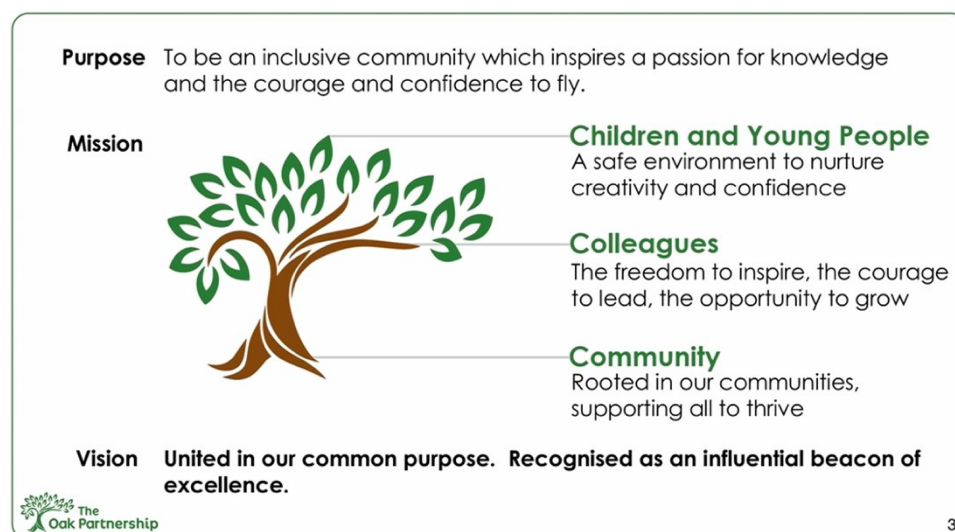 Purpose To be an inclusive community which inspires a passion for knowledge
and the courage and confidence to fly.
Mission
Children and Young People
A safe environment to nurture
creativity and confidence
Colleagues
The freedom to inspire, the courage
to lead, the opportunity to grow
Community
Rooted in our communities,
supporting all to thrive
Vision United in our common purpose.  Recognised as an influential beacon of
excellence.
The
Oak Partnership
3